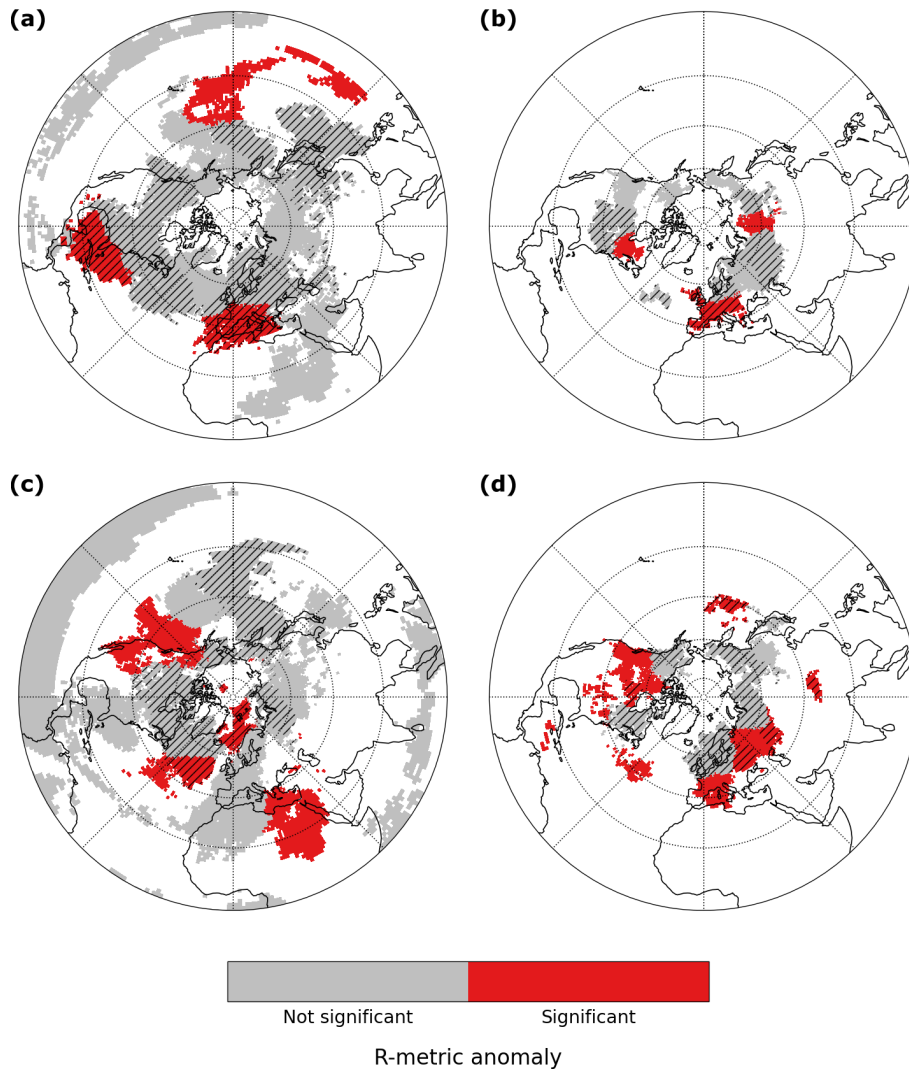 (a)
(b)
(c)
(d)
Not significant
Significant
R-metric anomaly